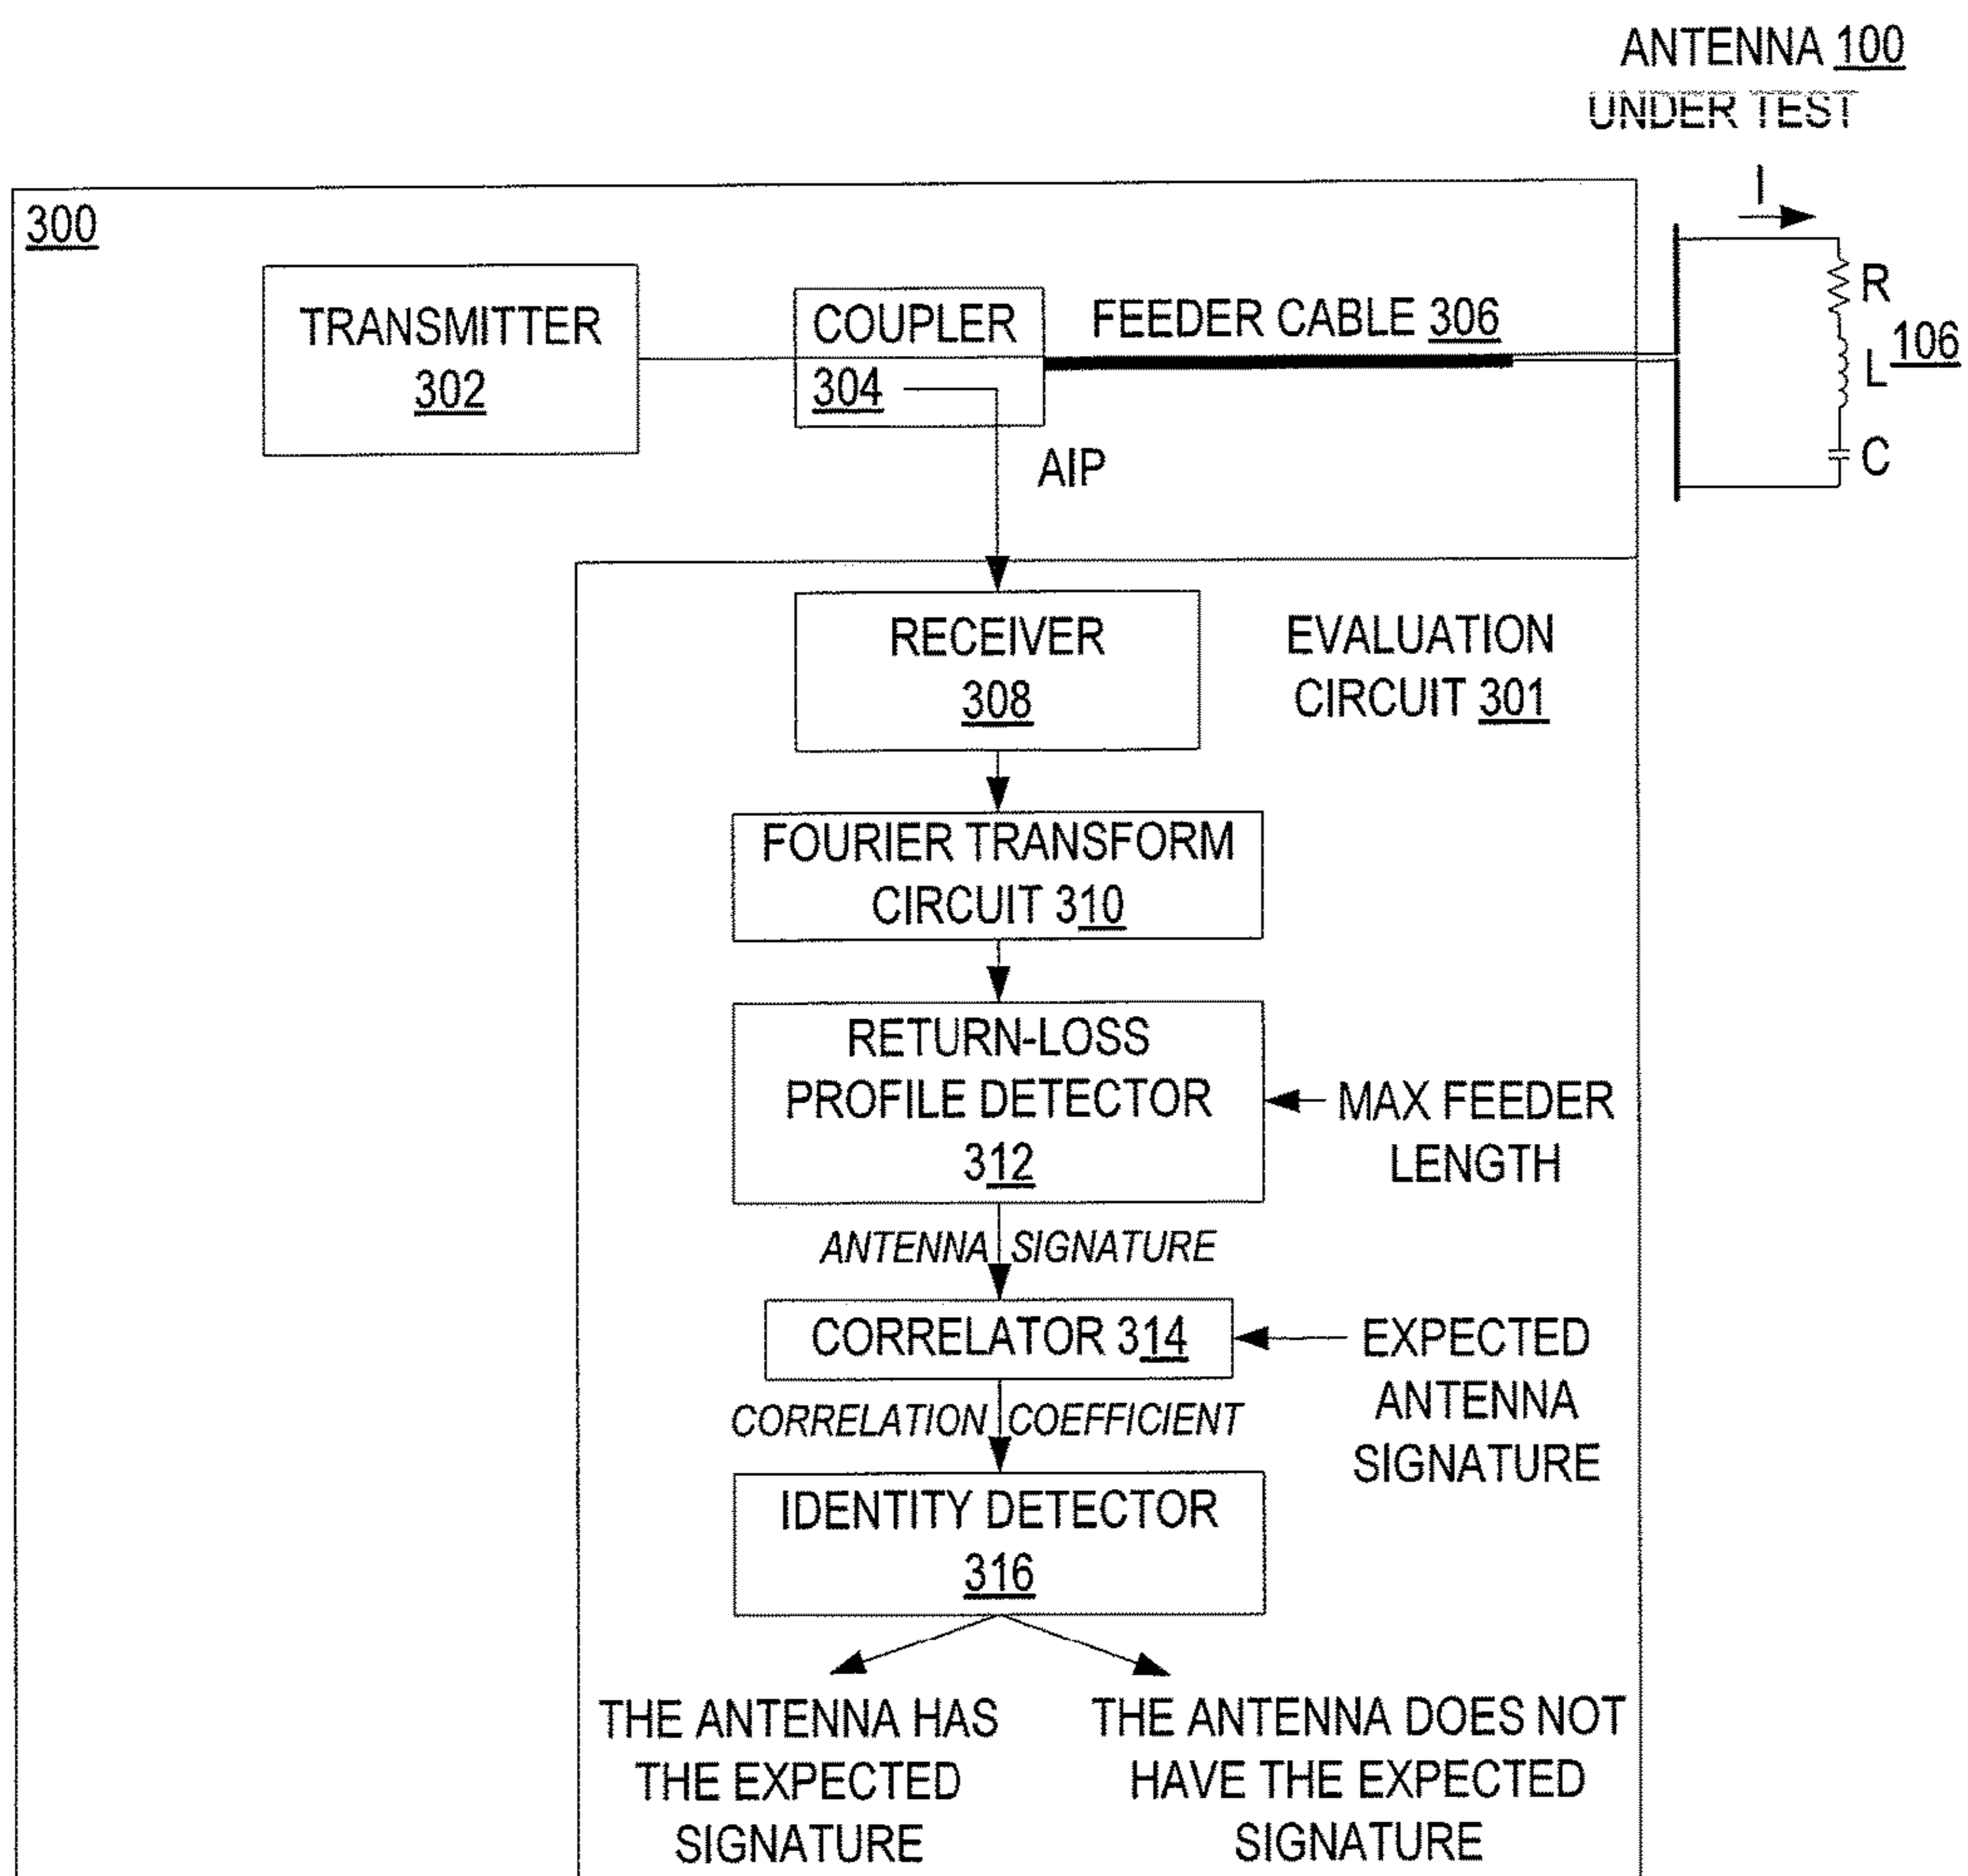 ANTENNA 100
UNDER TEST
I
300
TRANSMITTER
302
COUPLER
304
FEEDER CABLE 306
R
L
106
C
AIP
RECEIVER
308
EVALUATION
CIRCUIT 301
FOURIER TRANSFORM
CIRCUIT 310
RETURN-LOSS
PROFILE DETECTOR
312
MAX FEEDER
LENGTH
ANTENNA SIGNATURE
CORRELATOR 314
EXPECTED
ANTENNA
SIGNATURE
CORRELATION COEFFICIENT
IDENTITY DETECTOR
316
THE ANTENNA HAS
THE EXPECTED
SIGNATURE
THE ANTENNA DOES NOT
HAVE THE EXPECTED
SIGNATURE